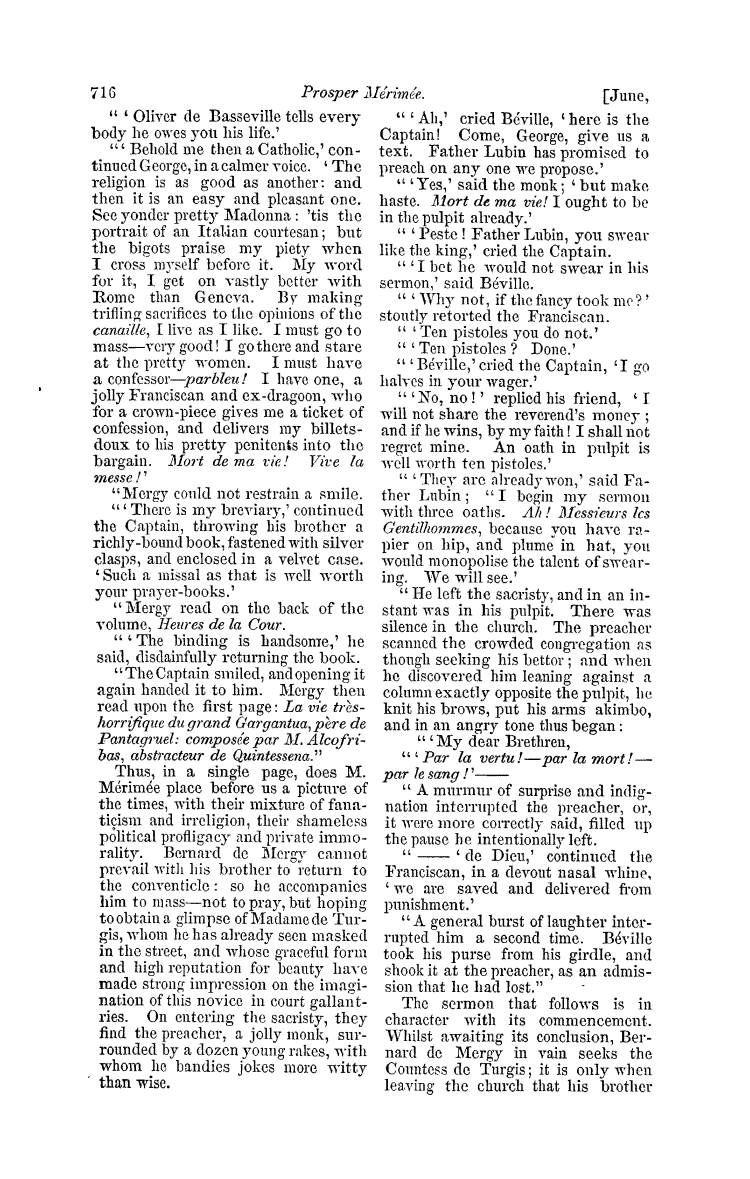 716 Prosper Mérimée. [June,
“ ‘ Oliver de Basseville tells every
body he owes you his life.’
“ ‘ Behold me then a Catholic,’ con-
tinued George, in a calmer voice. ‘ The
religion is as good as another: and
then it is an easy and pleasant one.
See yonder pretty Madonna : ’tis the
portrait of an Italian courtesan; but
the bigots praise my piety when
I cross myself before it. My word
for it, I get on vastly better with
Rome than Geneva. By making
trifling sacrifices to the opinions of the
canaille, I live as I like. I must go to
mass—very good! I go there and stare
at the pretty women. I must have
a confessor—parbleu! I have one, a
jolly Franciscan and ex-dragoon, who
for a crown-piece gives me a ticket of
confession, and delivers my billets-
doux to his pretty penitents into the
bargain. Mort de ma vie! Vive la
messe!’
“Mergy could not restrain a smile.
“ ‘ There is my breviary,’ continued
the Captain, throwing his brother a
richly-bound book, fastened with silver
clasps, and enclosed in a velvet case.
‘ Such a missal as that is well worth
your prayer-books.’
“Mergy read on the back of the
volume, Heures de la Cour.
“ ‘ The binding is handsome,’ he
said, disdainfully returning the book.
“The Captain smiled, and opening it
again handed it to him. Mergy then
read upon the first page: La vie très-
horrifique du grand Gargantua, père de
Pantagruel: composée par M. Alcofri-
bas, abstracteur de Quintessena.”
Thus, in a single page, does M.
Mérimée place before us a picture of
the times, with their mixture of fana-
ticism and irreligion, their shameless
political profligacy and private immo-
rality. Bernard de Mergy cannot
prevail with his brother to return to
the conventicle : so he accompanies
him to mass—not to pray, but hoping
to obtain a glimpse of Madame de Tur-
gis, whom he has already seen masked
in the street, and whose graceful form
and high reputation for beauty have
made strong impression on the imagi-
nation of this novice in court gallant-
ries. On entering the sacristy, they
find the preacher, a jolly monk, sur-
rounded by a dozen young rakes, with
whom he bandies jokes more witty
than wise.
“ ‘ Ah,’ cried Béville, ‘ here is the
Captain! Come, George, give us a
text. Father Lubin has promised to
preach on any one we propose.’
“ ‘ Yes,’ said the monk; ‘ but make
haste. Mort de ma vie! I ought to be
in the pulpit already.’
“ ‘ Peste ! Father Lubin, you swear
like the king,’ cried the Captain.
“ ‘ I bet he would not swear in his
sermon,’ said Béville.
“ ‘ Why not, if the fancy took me?’
stoutly retorted the Franciscan.
“ ‘ Ten pistoles you do not.’
“ ‘ Ten pistoles ? Done.’
“ ‘ Béville,’ cried the Captain, ‘ I go
halves in your wager.’
“ ‘ No, no!’ replied his friend, ‘ I
will not share the reverend’s money ;
and if he wins, by my faith! I shall not
regret mine. An oath in pulpit is
well worth ten pistoles.’
“ ‘ They are already won,’ said Fa-
ther Lubin ; “ I begin my sermon
with three oaths. Ah! Messieurs les
Gentilhommes, because you have ra-
pier on hip, and plume in hat, you
would monopolise the talent of swear-
ing. We will see.’
“ He left the sacristy, and in an in-
stant was in his pulpit. There was
silence in the church. The preacher
scanned the crowded congregation as
though seeking his bettor ; and when
he discovered him leaning against a
column exactly opposite the pulpit, he
knit his brows, put his arms akimbo,
and in an angry tone thus began :
“ ‘ My dear Brethren,
“ ‘ Par la vertu!—par la mort!—
par le sang!’——
“ A murmur of surprise and indig-
nation interrupted the preacher, or,
it were more correctly said, filled up
the pause he intentionally left.
“ —— ‘ de Dieu,’ continued the
Franciscan, in a devout nasal whine,
‘ we are saved and delivered from
punishment.’
“ A general burst of laughter inter-
rupted him a second time. Béville
took his purse from his girdle, and
shook it at the preacher, as an admis-
sion that he had lost.”
The sermon that follows is in
character with its commencement.
Whilst awaiting its conclusion, Ber-
nard de Mergy in vain seeks the
Countess de Turgis; it is only when
leaving the church that his brother